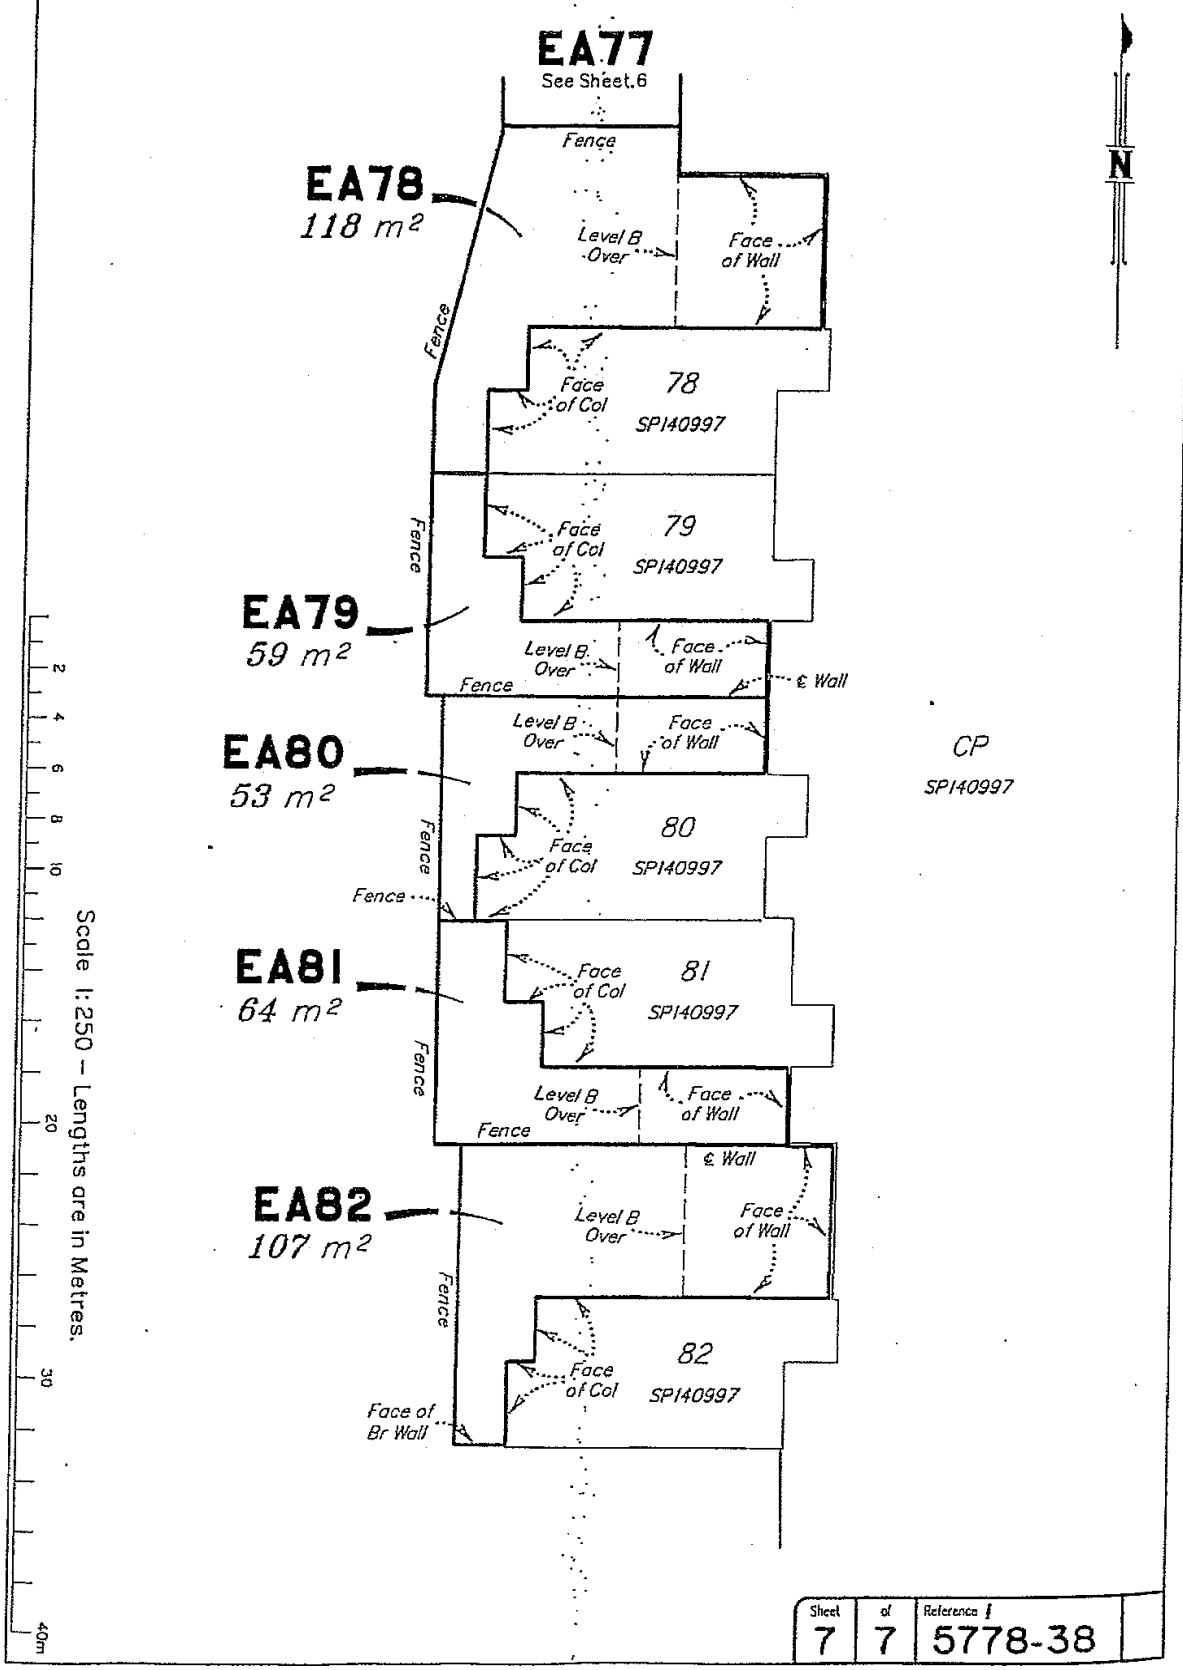 EA77
See Sheet 6
Fence
EA78
118 m²
Level B
Over
Face
of Wall
Fence
Face
of Col
78
SP140997
Fence
Face
of Col
79
SP140997
EA79
59 m²
Level B
Over
Face
of Wall
Fence
℄ Wall
EA80
53 m²
Level B
Over
Face
of Wall
CP
SP140997
Fence
Face
of Col
80
SP140997
Fence
EA81
64 m²
Face
of Col
81
SP140997
Fence
Level B
Over
Face
of Wall
Fence
℄ Wall
EA82
107 m²
Level B
Over
Face
of Wall
Fence
Face
of Col
82
SP140997
Face of
Br Wall
N
2
4
6
8
10
20
30
40m
Scale 1:250 – Lengths are in Metres.
Sheet of Reference
7 7 5778-38